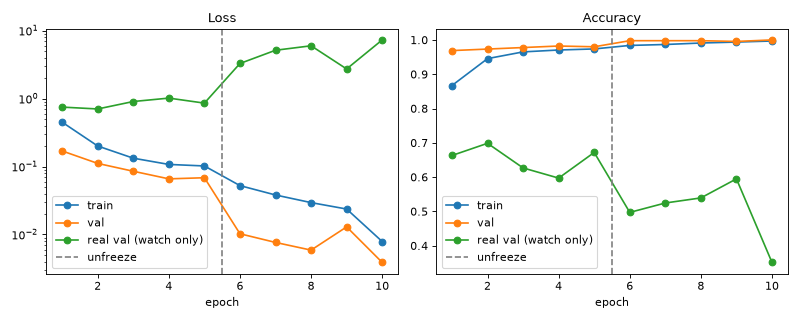 Loss
10¹
10⁰
10⁻¹
10⁻²
train
val
real val (watch only)
unfreeze
2 4 6 8 10
epoch
Accuracy
1.0
0.9
0.8
0.7
0.6
0.5
0.4
train
val
real val (watch only)
unfreeze
2 4 6 8 10
epoch